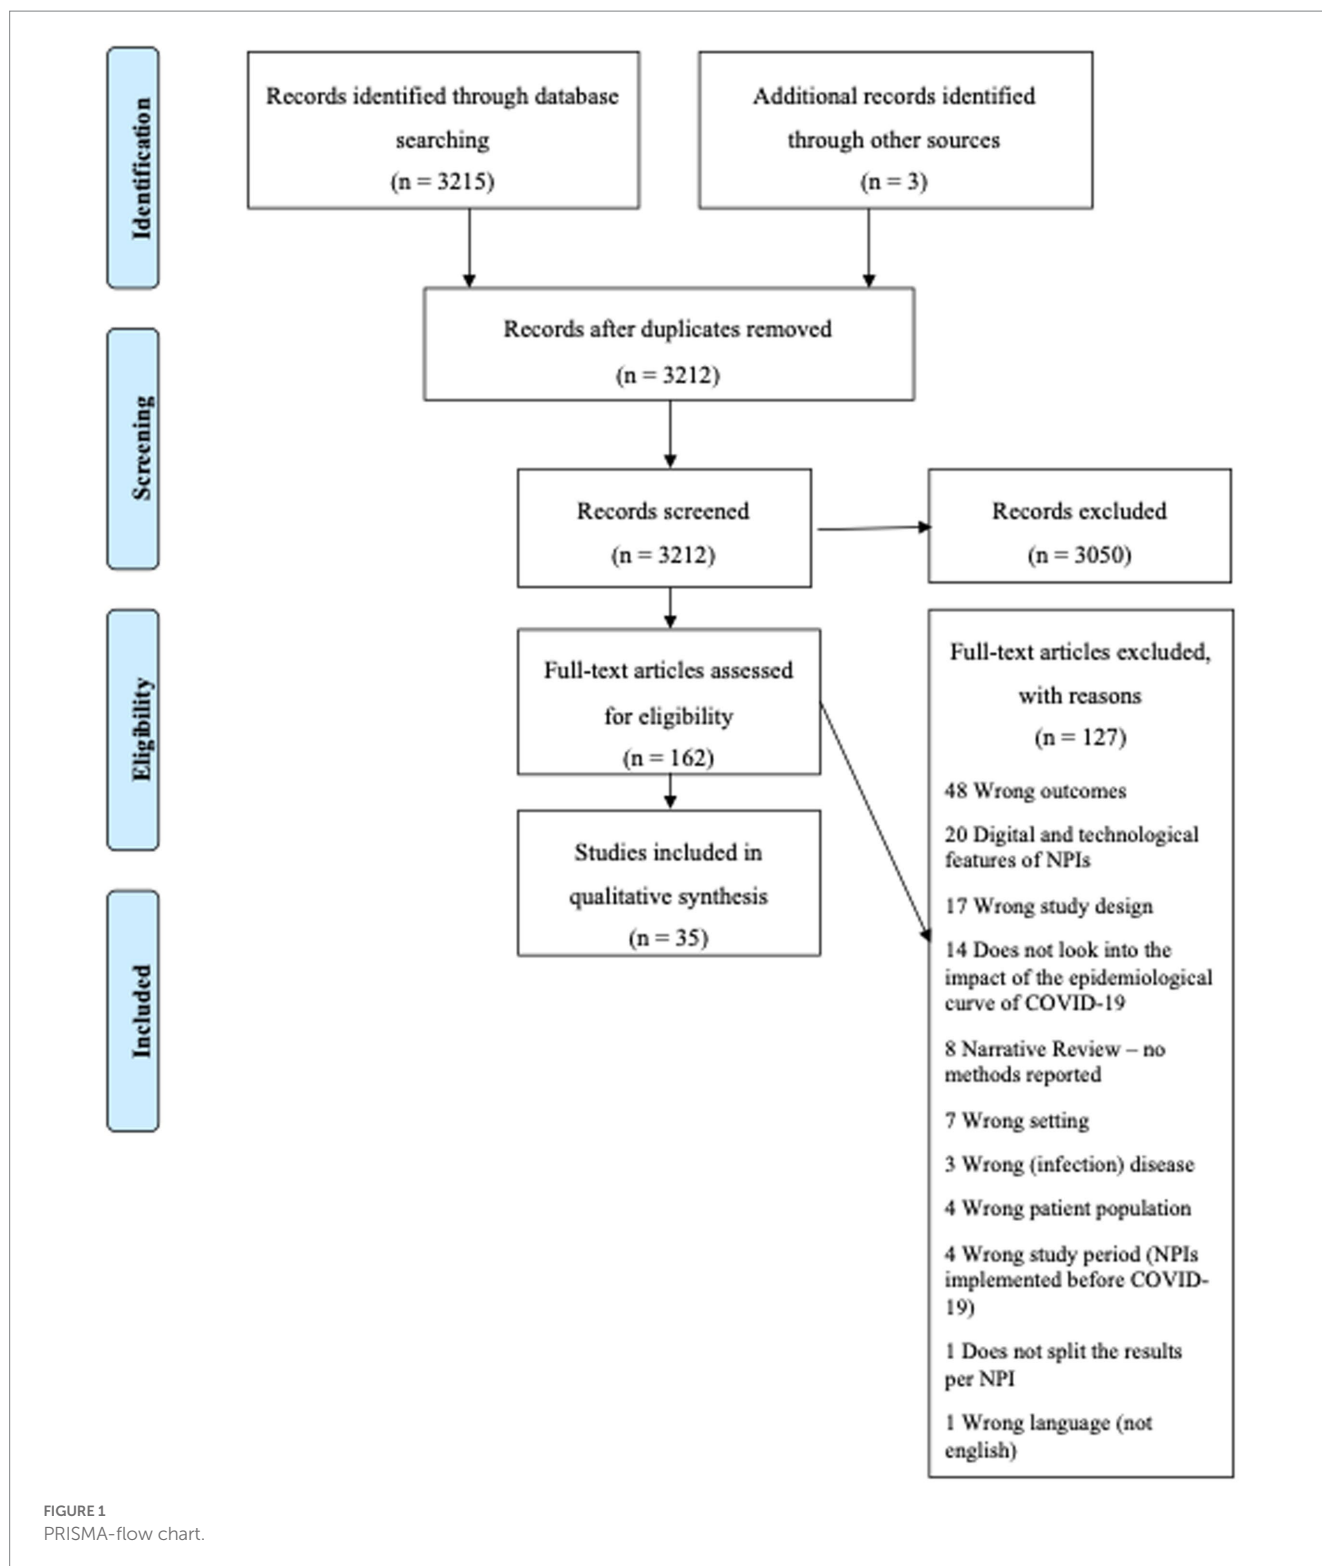 Identification
Records identified through database
searching
(n = 3215)
Additional records identified
through other sources
(n = 3)
Records after duplicates removed
(n = 3212)
Screening
Records screened
(n = 3212)
Records excluded
(n = 3050)
Eligibility
Full-text articles assessed
for eligibility
(n = 162)
Full-text articles excluded,
with reasons
(n = 127)
48 Wrong outcomes
20 Digital and technological
features of NPIs
17 Wrong study design
14 Does not look into the
impact of the epidemiological
curve of COVID-19
8 Narrative Review – no
methods reported
7 Wrong setting
3 Wrong (infection) disease
4 Wrong patient population
4 Wrong study period (NPIs
implemented before COVID-
19)
1 Does not split the results
per NPI
1 Wrong language (not
english)
Included
Studies included in
qualitative synthesis
(n = 35)
FIGURE 1
PRISMA-flow chart.